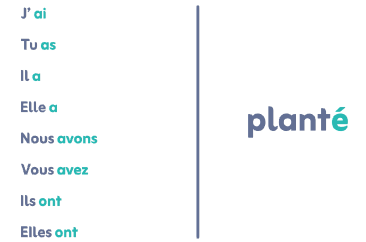 J' ai
Tu as
Il a
Elle a
Nous avons
Vous avez
Ils ont
Elles ont
planté